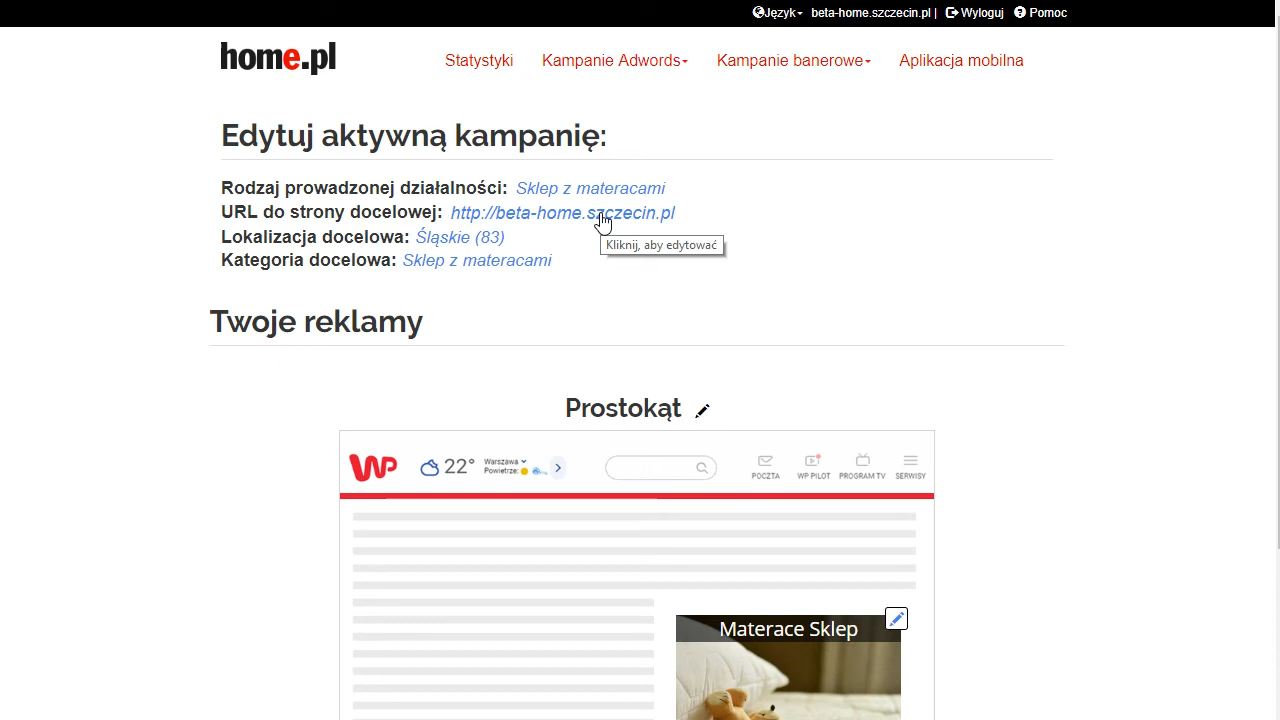 Język beta-home.szczecin.pl | Wyloguj Pomoc
home.pl Statystyki Kampanie Adwords Kampanie banerowe Aplikacja mobilna
Edytuj aktywną kampanię:
Rodzaj prowadzonej działalności: Sklep z materacami
URL do strony docelowej: http://beta-home.szczecin.pl
Lokalizacja docelowa: Śląskie (83)
Kliknij, aby edytować
Kategoria docelowa: Sklep z materacami
Twoje reklamy
Prostokąt
WP 22° Warszawa
Powietrze:
POCZTA WP PILOT PROGRAM TV SERWISY
Materace Sklep